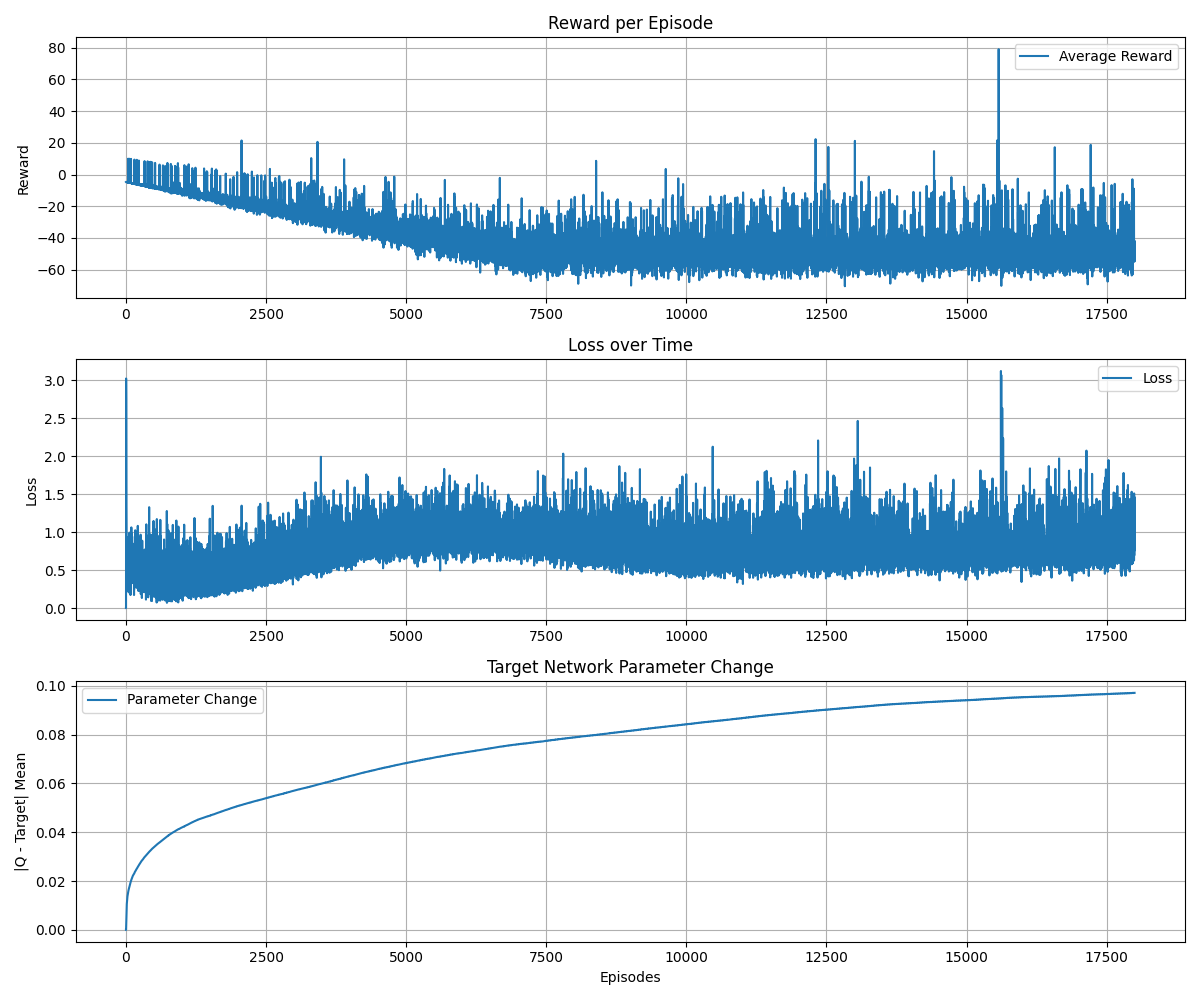 Reward per Episode
Average Reward
Reward
80
60
40
20
0
−20
−40
−60
0 2500 5000 7500 10000 12500 15000 17500
Loss over Time
Loss
Loss
3.0
2.5
2.0
1.5
1.0
0.5
0.0
0 2500 5000 7500 10000 12500 15000 17500
Target Network Parameter Change
Parameter Change
|Q - Target| Mean
0.10
0.08
0.06
0.04
0.02
0.00
0 2500 5000 7500 10000 12500 15000 17500
Episodes